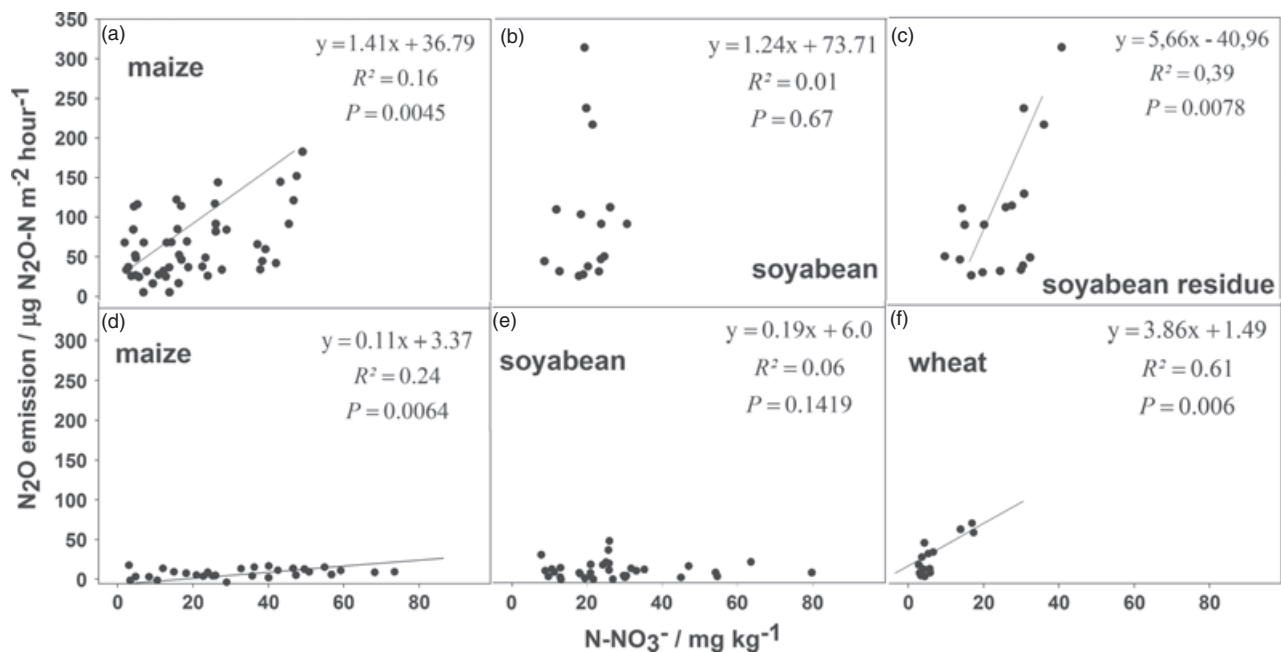 350
300
250
200
150
100
50
0
N2O emission / µg N2O-N m-2 hour-1
(a)
maize
y = 1.41x + 36.79
R² = 0.16
P = 0.0045
(b)
y = 1.24x + 73.71
R² = 0.01
P = 0.67
soyabean
(c)
y = 5,66x - 40,96
R² = 0,39
P = 0.0078
soyabean residue
300
250
200
150
100
50
0
(d)
maize
y = 0.11x + 3.37
R² = 0.24
P = 0.0064
(e)
soyabean
y = 0.19x + 6.0
R² = 0.06
P = 0.1419
(f)
wheat
y = 3.86x + 1.49
R² = 0.61
P = 0.006
0 20 40 60 80
0 20 40 60 80
0 20 40 60 80
N-NO3- / mg kg-1